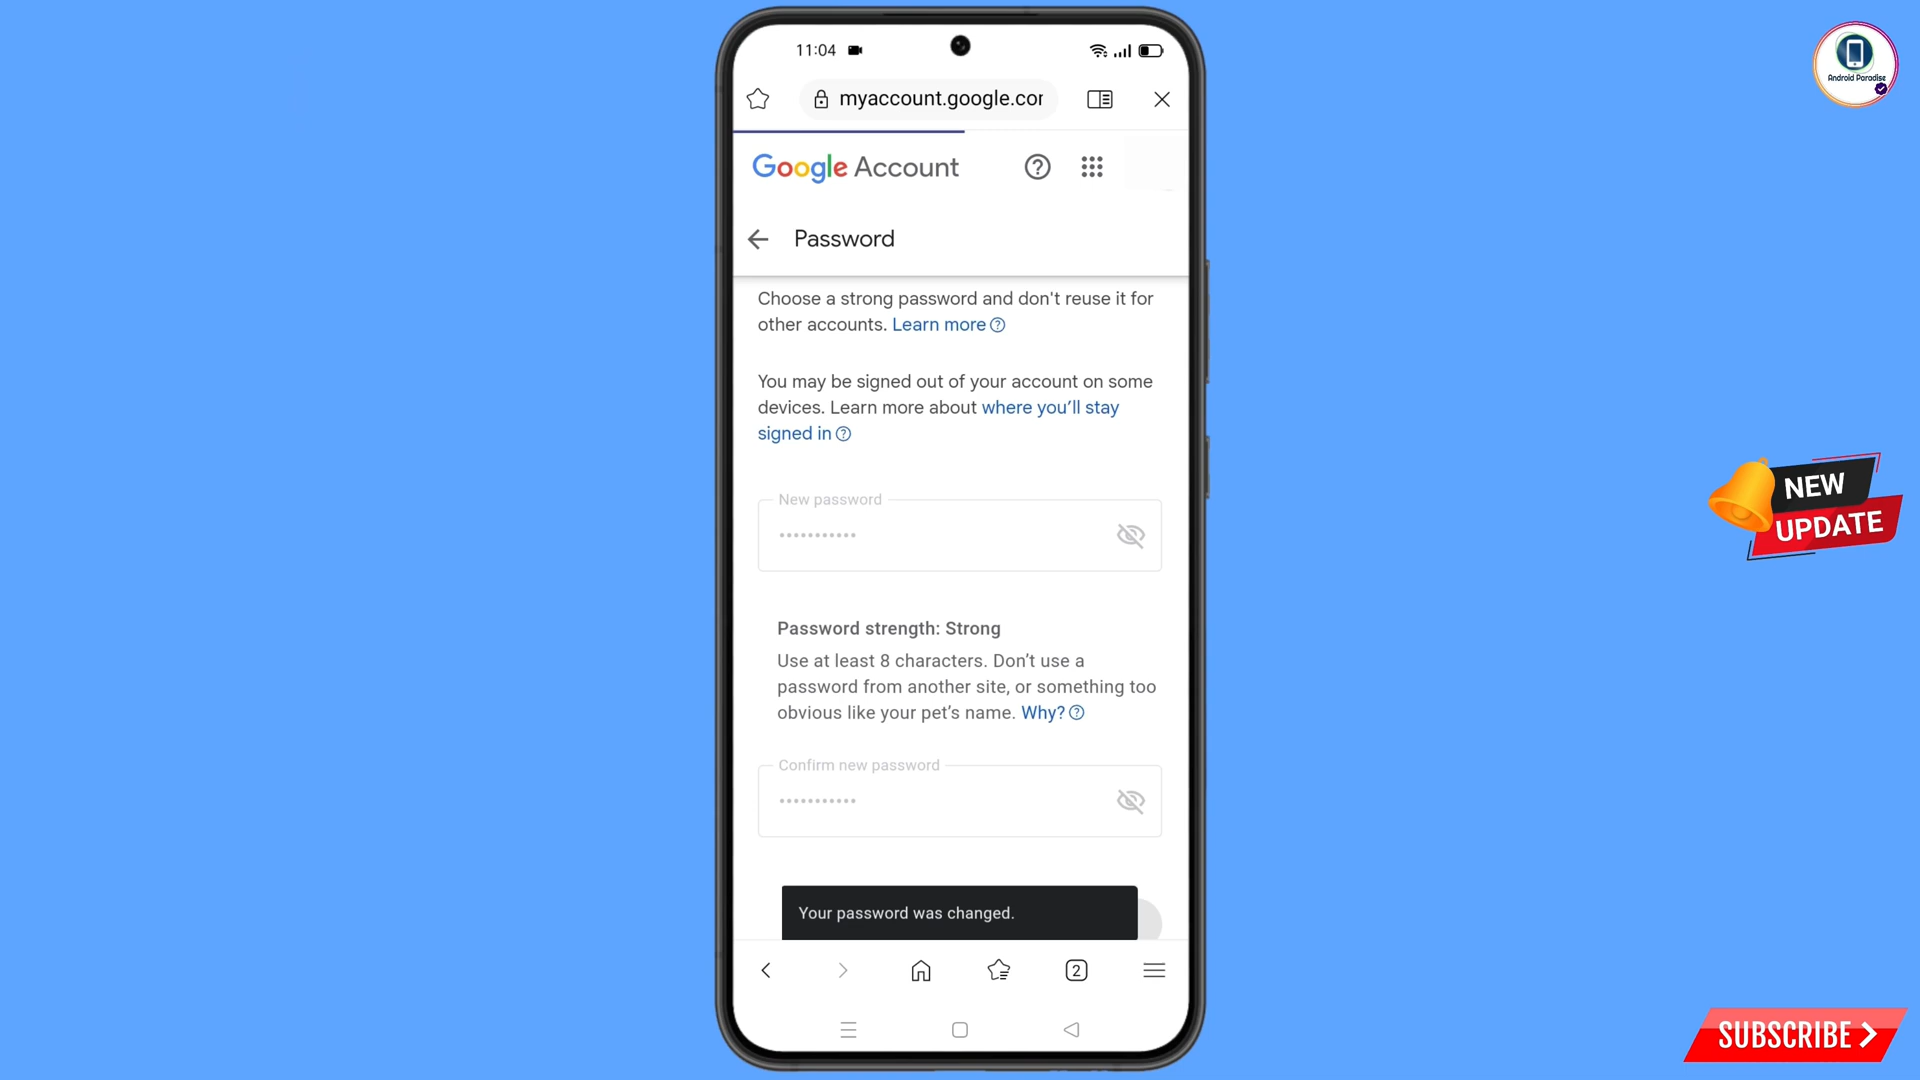 11:04
myaccount.google.cor
Google Account
Password
Choose a strong password and don't reuse it for
other accounts. Learn more
You may be signed out of your account on some
devices. Learn more about where you’ll stay
signed in
New password
Password strength: Strong
Use at least 8 characters. Don’t use a
password from another site, or something too
obvious like your pet’s name. Why?
Confirm new password
Your password was changed.
2
Android Paradise
NEW
UPDATE
SUBSCRIBE